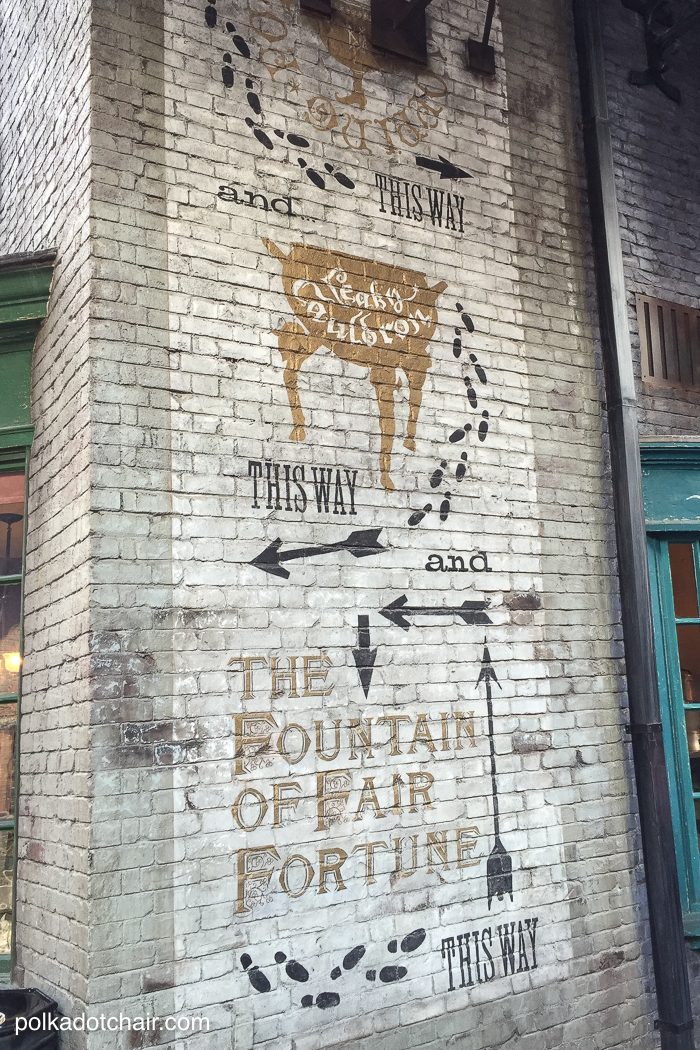 THIS WAY
and...
Leaky
Cauldron
THIS WAY
and
THE
FOUNTAIN
OF FAIR
FORTUNE
THIS WAY
polkadotchair.com